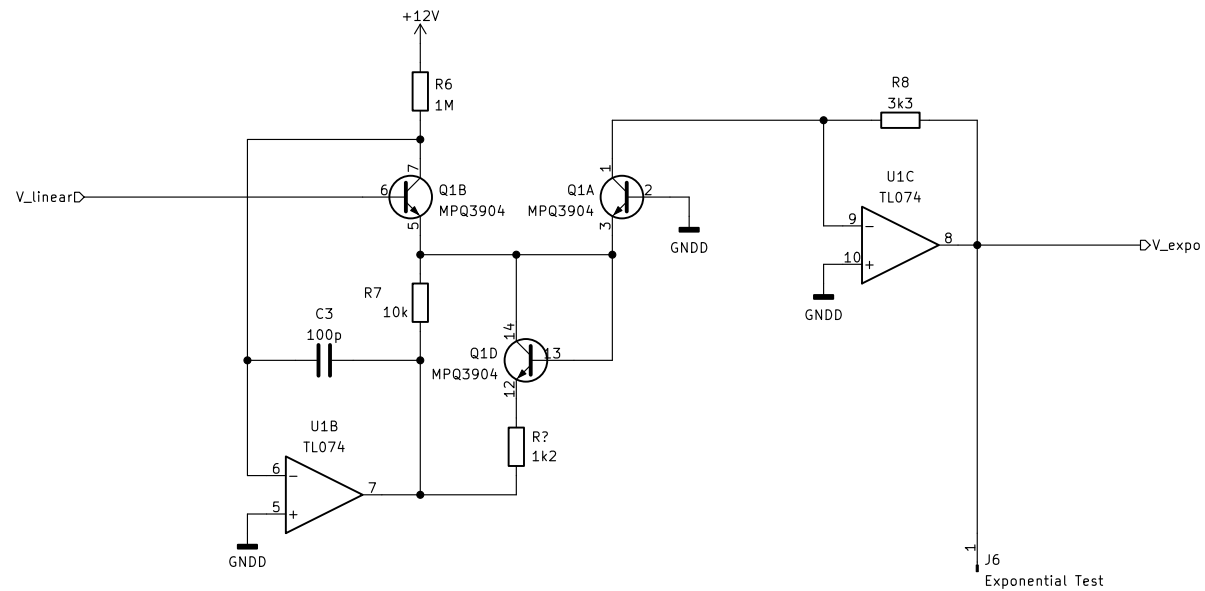 +12V
R6
1M
R8
3k3
7
1
U1C
TL074
V_linear
6
Q1B
MPQ3904
Q1A
MPQ3904
2
5
3
GNDD
9
−
8
V_expo
10
+
GNDD
R7
10k
C3
100p
14
Q1D
MPQ3904
13
12
U1B
TL074
R?
1k2
6
−
7
5
+
GNDD
1
J6
Exponential Test